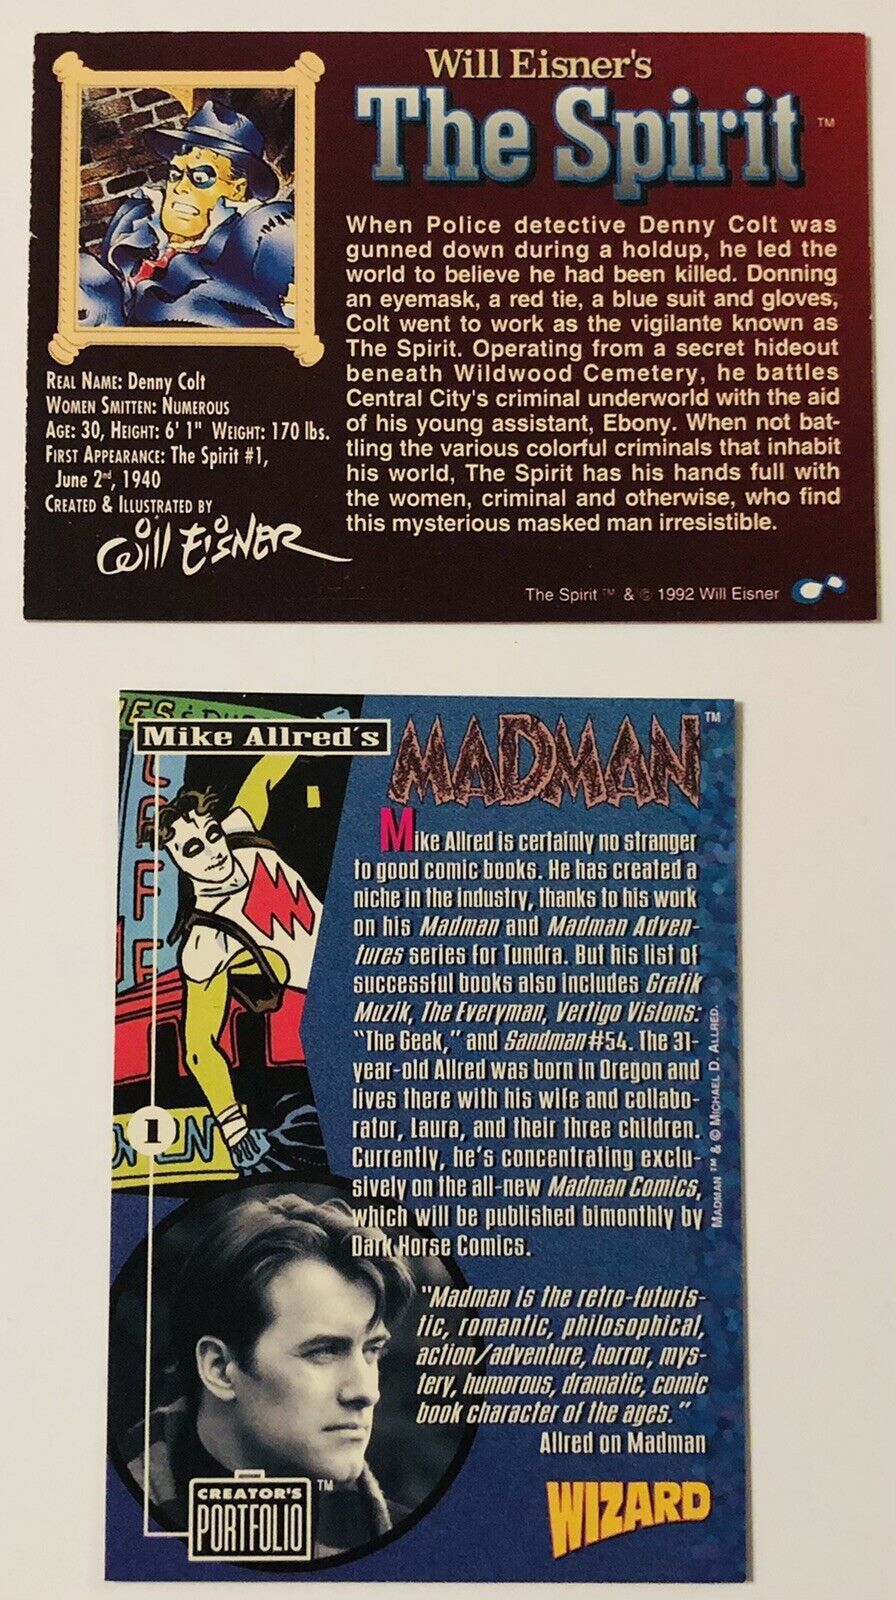 Will Eisner's
The Spirit™
When Police detective Denny Colt was
gunned down during a holdup, he led the
world to believe he had been killed. Donning
an eyemask, a red tie, a blue suit and gloves,
Colt went to work as the vigilante known as
The Spirit. Operating from a secret hideout
beneath Wildwood Cemetery, he battles
Central City's criminal underworld with the aid
of his young assistant, Ebony. When not bat-
tling the various colorful criminals that inhabit
his world, The Spirit has his hands full with
the women, criminal and otherwise, who find
this mysterious masked man irresistible.
REAL NAME: Denny Colt
WOMEN SMITTEN: NUMEROUS
AGE: 30, HEIGHT: 6' 1" WEIGHT: 170 lbs.
FIRST APPEARANCE: The Spirit #1,
June 2nd, 1940
CREATED & ILLUSTRATED BY
Will Eisner
The Spirit ™ & © 1992 Will Eisner
Mike Allred's
MADMAN™
Mike Allred is certainly no stranger
to good comic books. He has created a
niche in the industry, thanks to his work
on his Madman and Madman Adven-
tures series for Tundra. But his list of
successful books also includes Grafik
Muzik, The Everyman, Vertigo Visions:
"The Geek," and Sandman #54. The 31-
year-old Allred was born in Oregon and
lives there with his wife and collabo-
rator, Laura, and their three children.
Currently, he's concentrating exclu-
sively on the all-new Madman Comics,
which will be published bimonthly by
Dark Horse Comics.
"Madman is the retro-futuris-
tic, romantic, philosophical,
action/adventure, horror, mys-
tery, humorous, dramatic, comic
book character of the ages."
Allred on Madman
MADMAN ™ & © MICHAEL D. ALLRED.
1
CREATOR'S
PORTFOLIO™
WIZARD